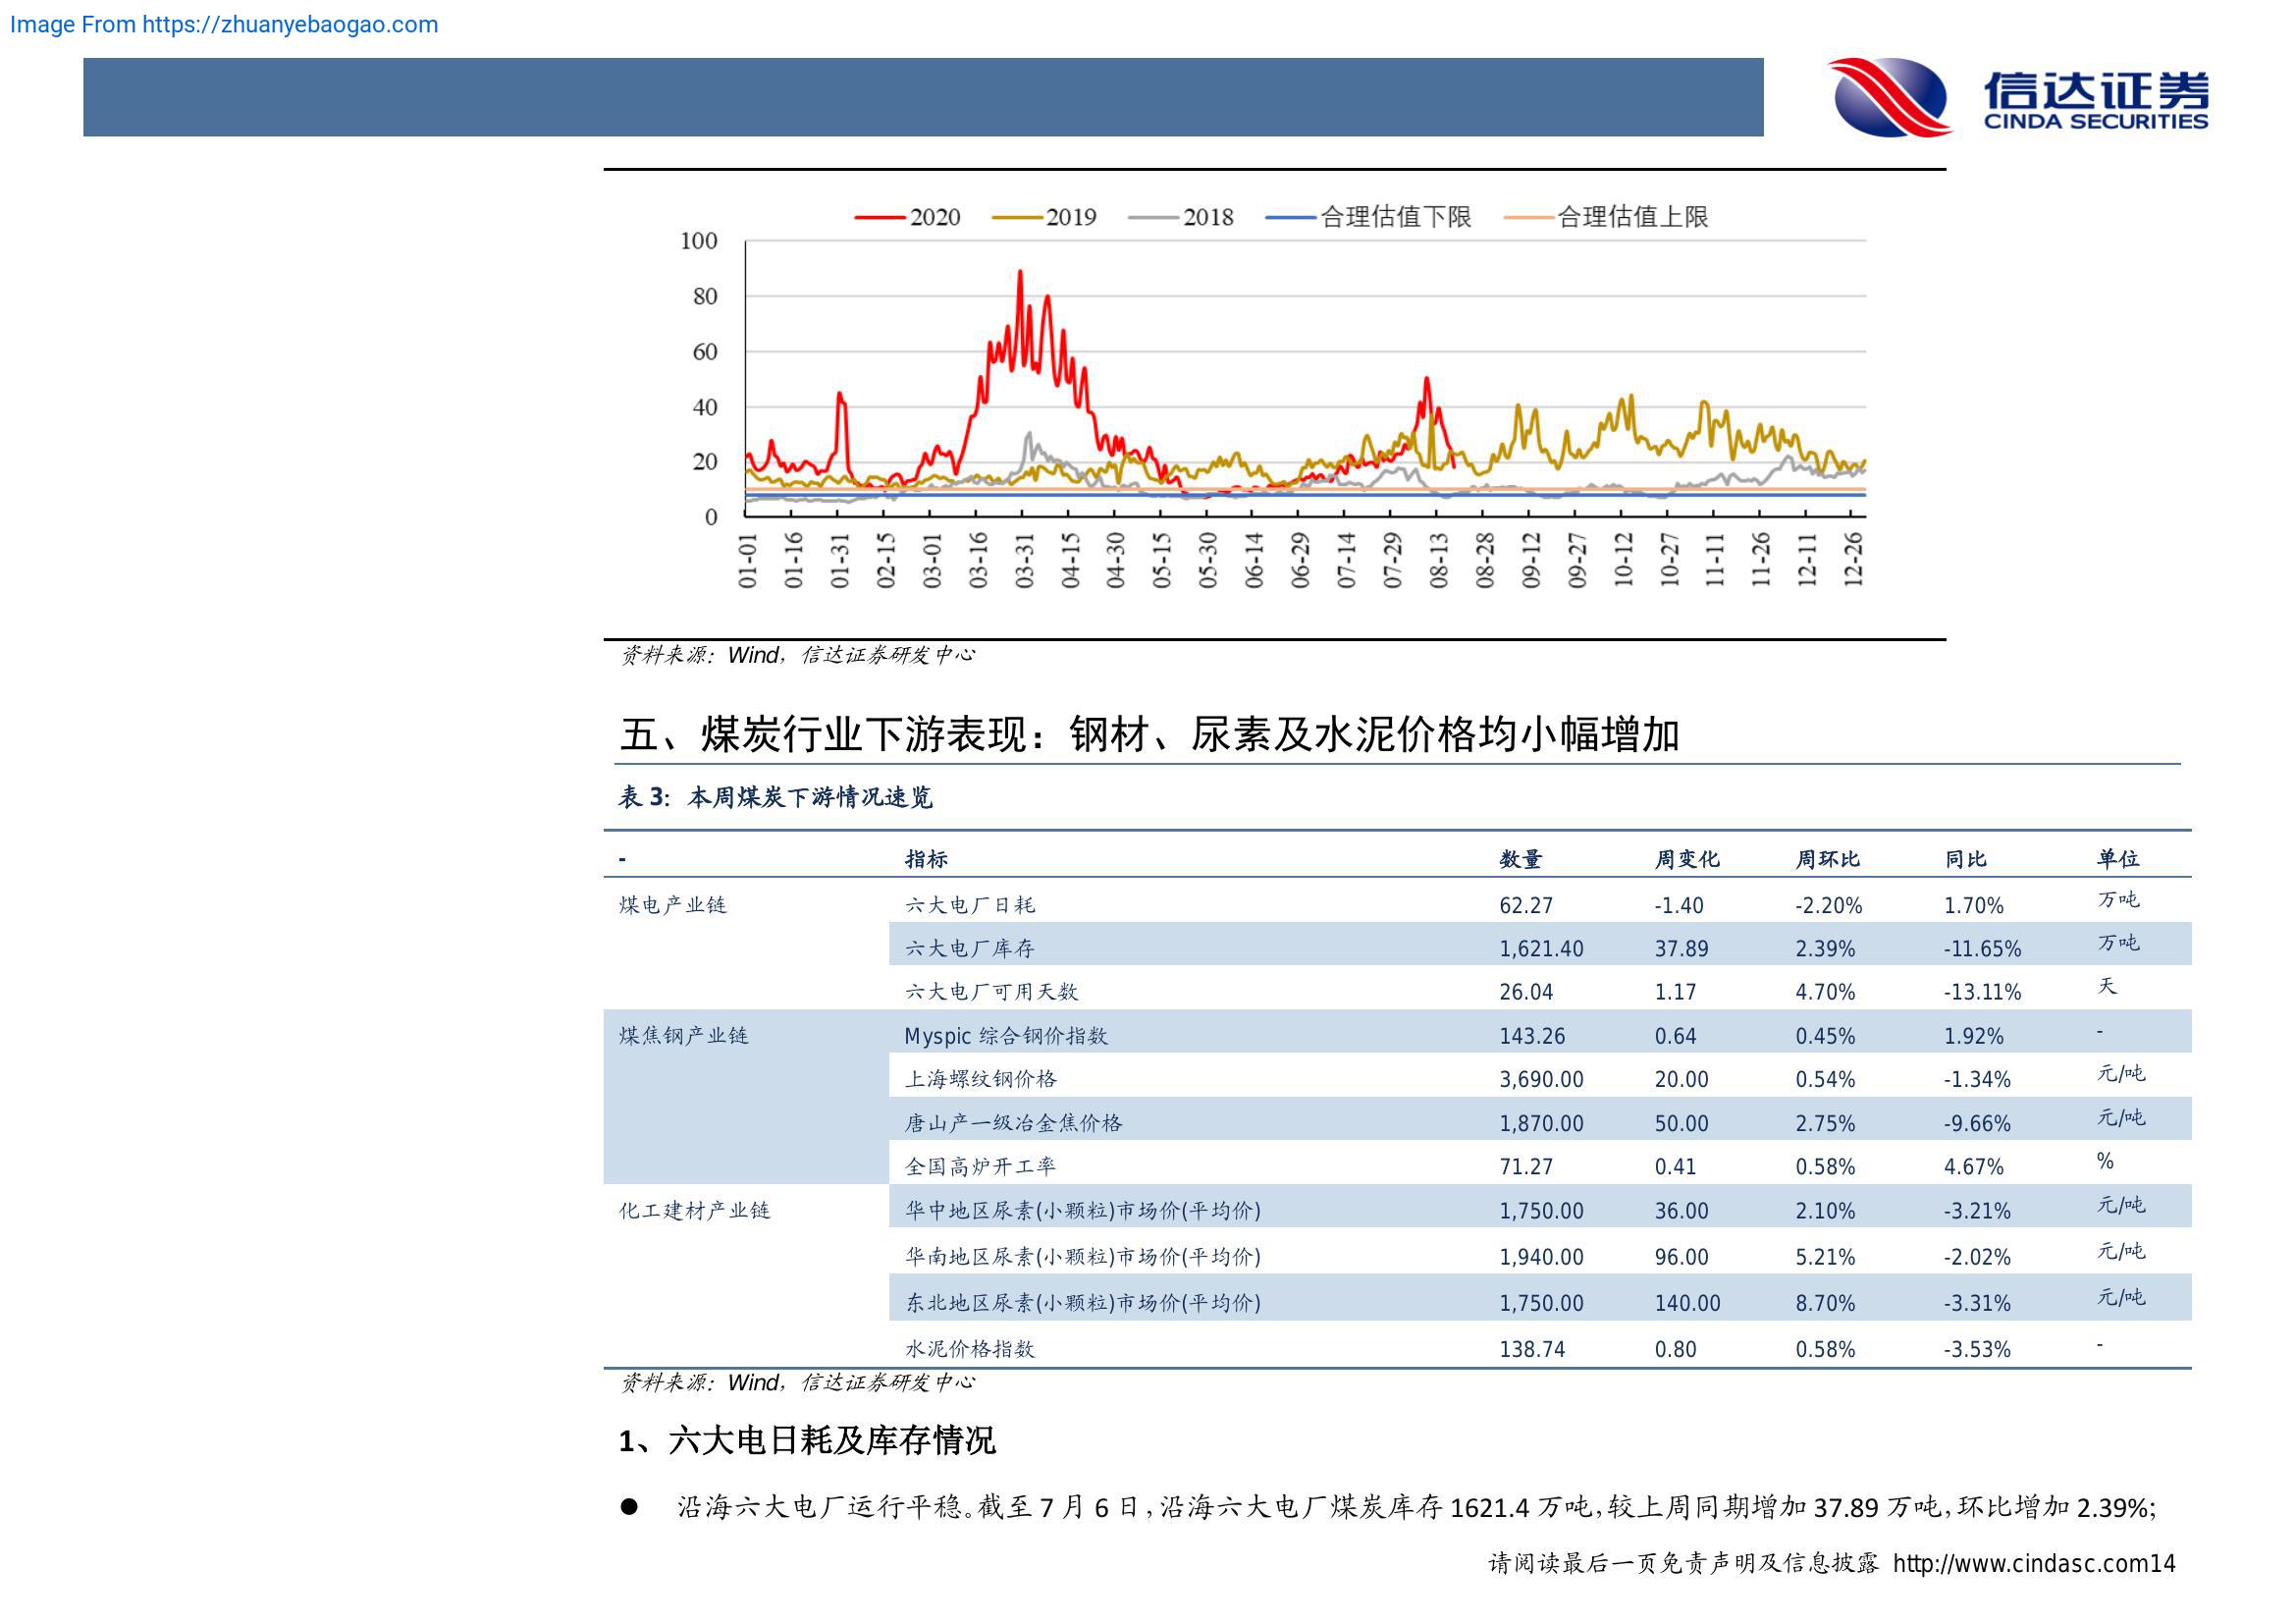 Image From https://zhuanyebaogao.com
信达证券
CINDA SECURITIES
2020 2019 2018 合理估值下限 合理估值上限
100
80
60
40
20
0
01-01 01-16 01-31 02-15 03-01 03-16 03-31 04-15 04-30 05-15 05-30 06-14 06-29 07-14 07-29 08-13 08-28 09-12 09-27 10-12 10-27 11-11 11-26 12-11 12-26
资料来源：Wind，信达证券研发中心
五、煤炭行业下游表现：钢材、尿素及水泥价格均小幅增加
表 3：本周煤炭下游情况速览
- 指标 数量 周变化 周环比 同比 单位
煤电产业链 六大电厂日耗 62.27 -1.40 -2.20% 1.70% 万吨
六大电厂库存 1,621.40 37.89 2.39% -11.65% 万吨
六大电厂可用天数 26.04 1.17 4.70% -13.11% 天
煤焦钢产业链 Myspic 综合钢价指数 143.26 0.64 0.45% 1.92% -
上海螺纹钢价格 3,690.00 20.00 0.54% -1.34% 元/吨
唐山产一级冶金焦价格 1,870.00 50.00 2.75% -9.66% 元/吨
全国高炉开工率 71.27 0.41 0.58% 4.67% %
化工建材产业链 华中地区尿素(小颗粒)市场价(平均价) 1,750.00 36.00 2.10% -3.21% 元/吨
华南地区尿素(小颗粒)市场价(平均价) 1,940.00 96.00 5.21% -2.02% 元/吨
东北地区尿素(小颗粒)市场价(平均价) 1,750.00 140.00 8.70% -3.31% 元/吨
水泥价格指数 138.74 0.80 0.58% -3.53% -
资料来源：Wind，信达证券研发中心
1、六大电日耗及库存情况
● 沿海六大电厂运行平稳。截至 7 月 6 日，沿海六大电厂煤炭库存 1621.4 万吨，较上周同期增加 37.89 万吨，环比增加 2.39%;
请阅读最后一页免责声明及信息披露 http://www.cindasc.com14